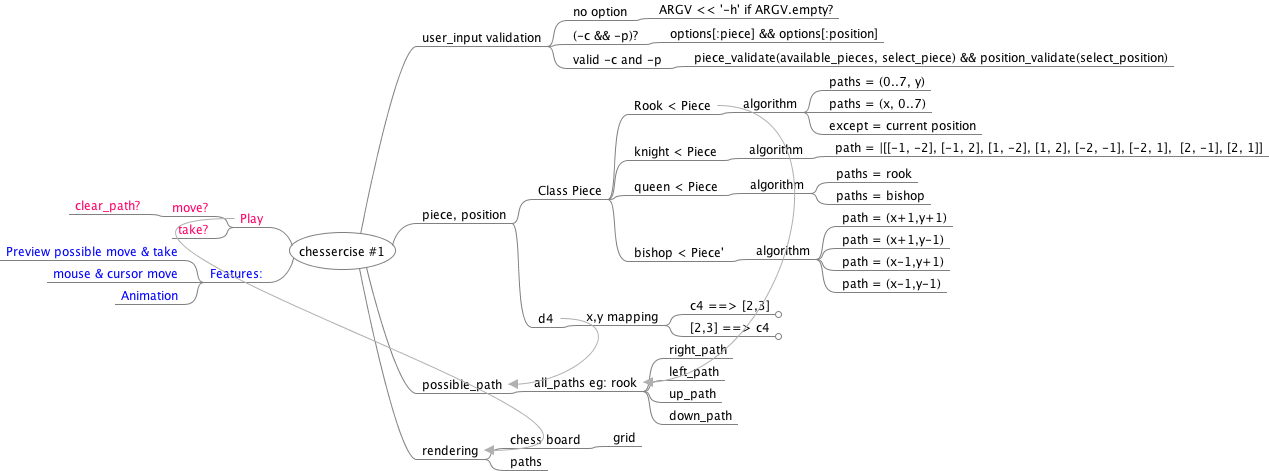 chessercise #1
user_input validation
no option
ARGV << '-h' if ARGV.empty?
(-c && -p)?
options[:piece] && options[:position]
valid -c and -p
piece_validate(available_pieces, select_piece) && position_validate(select_position)
piece, position
Class Piece
Rook < Piece
algorithm
paths = (0..7, y)
paths = (x, 0..7)
except = current position
knight < Piece
algorithm
path = |[[-1, -2], [-1, 2], [1, -2], [1, 2], [-2, -1], [-2, 1],  [2, -1], [2, 1]]
queen < Piece
algorithm
paths = rook
paths = bishop
bishop < Piece'
algorithm
path = (x+1,y+1)
path = (x+1,y-1)
path = (x-1,y+1)
path = (x-1,y-1)
d4
x,y mapping
c4 ==> [2,3]
[2,3] ==> c4
possible_path
all_paths eg: rook
right_path
left_path
up_path
down_path
rendering
chess board
grid
paths
Play
move?
clear_path?
take?
Features:
Preview possible move & take
mouse & cursor move
Animation